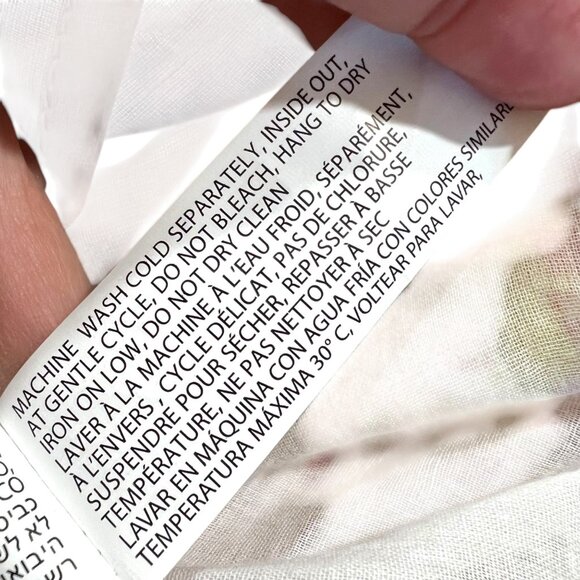 MACHINE WASH COLD SEPARATELY, INSIDE OUT,
AT GENTLE CYCLE, DO NOT BLEACH, HANG TO DRY
IRON ON LOW, DO NOT DRY CLEAN
LAVER À LA MACHINE À L'EAU FROID, SÉPARÉMENT,
À L'ENVERS, CYCLE DÉLICAT, PAS DE CHLORURE,
SUSPENDRÉ POUR SÉCHER, REPASSER À BASSE
TEMPÉRATURE, NE PAS NETTOYER À SEC
LAVAR EN MÁQUINA CON AGUA FRÍA CON COLORES SIMILARE
TEMPERATURA MÁXIMA 30° C, VOLTEAR PARA LAVAR,
CO